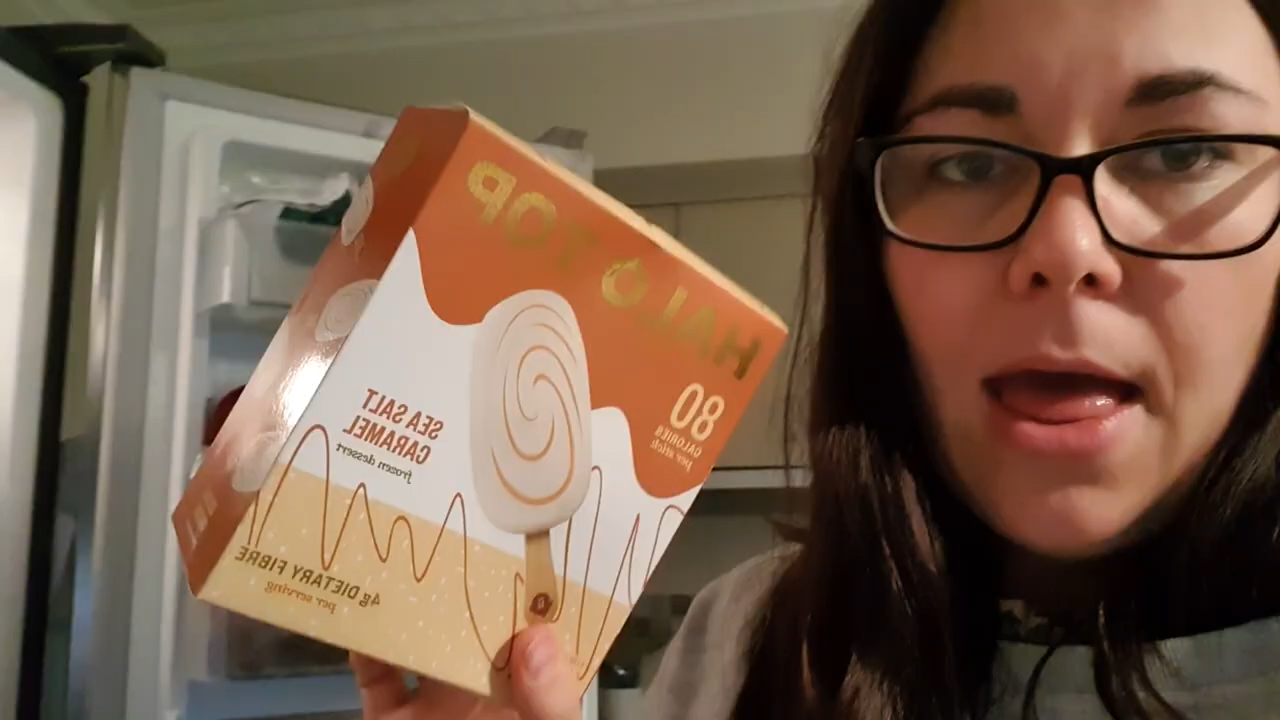 HALO TOP
80
CALORIES
per stick
SEA SALT
CARAMEL
frozen dessert
4g DIETARY FIBRE
per serving